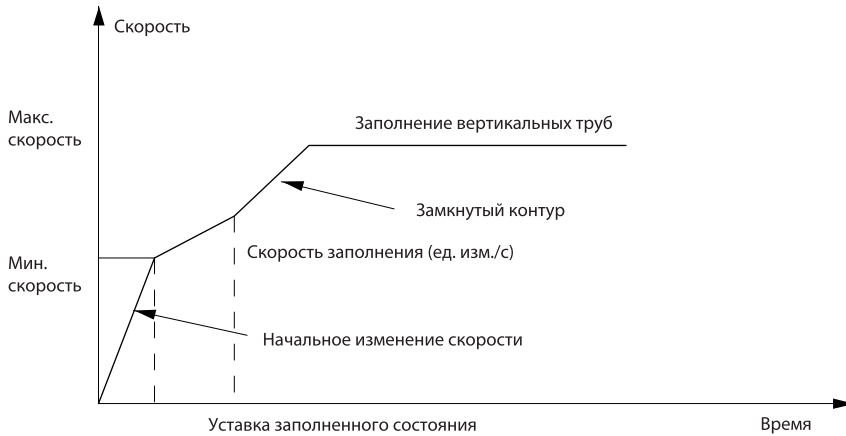 Скорость
Макс.
скорость
Заполнение вертикальных труб
Замкнутый контур
Скорость заполнения (ед. изм./с)
Мин.
скорость
Начальное изменение скорости
Уставка заполненного состояния
Время